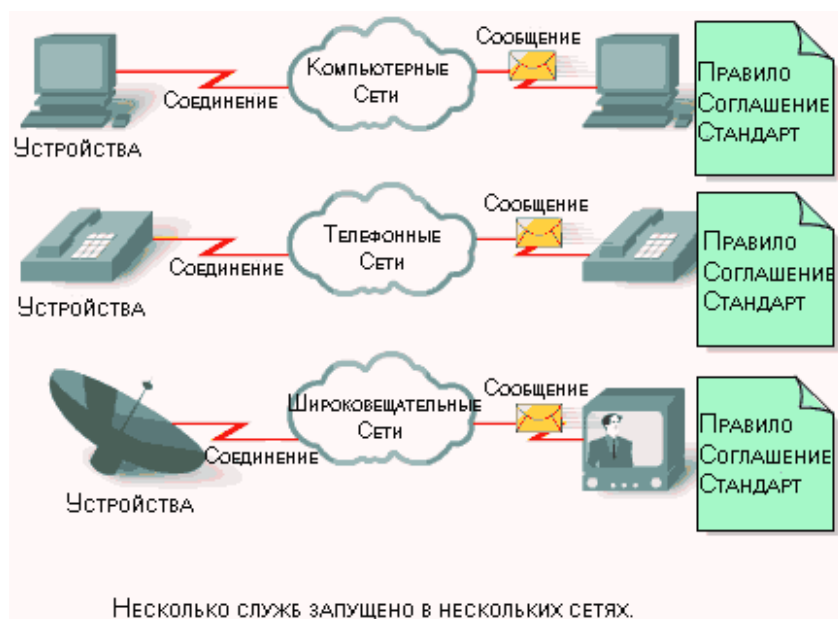 Сообщение
Компьютерные
Сети
Соединение
Устройства
Правило
Соглашение
Стандарт
Сообщение
Телефонные
Сети
Соединение
Устройства
Правило
Соглашение
Стандарт
Сообщение
Широковещательные
Сети
Соединение
Устройства
Правило
Соглашение
Стандарт
Несколько служб запущено в нескольких сетях.